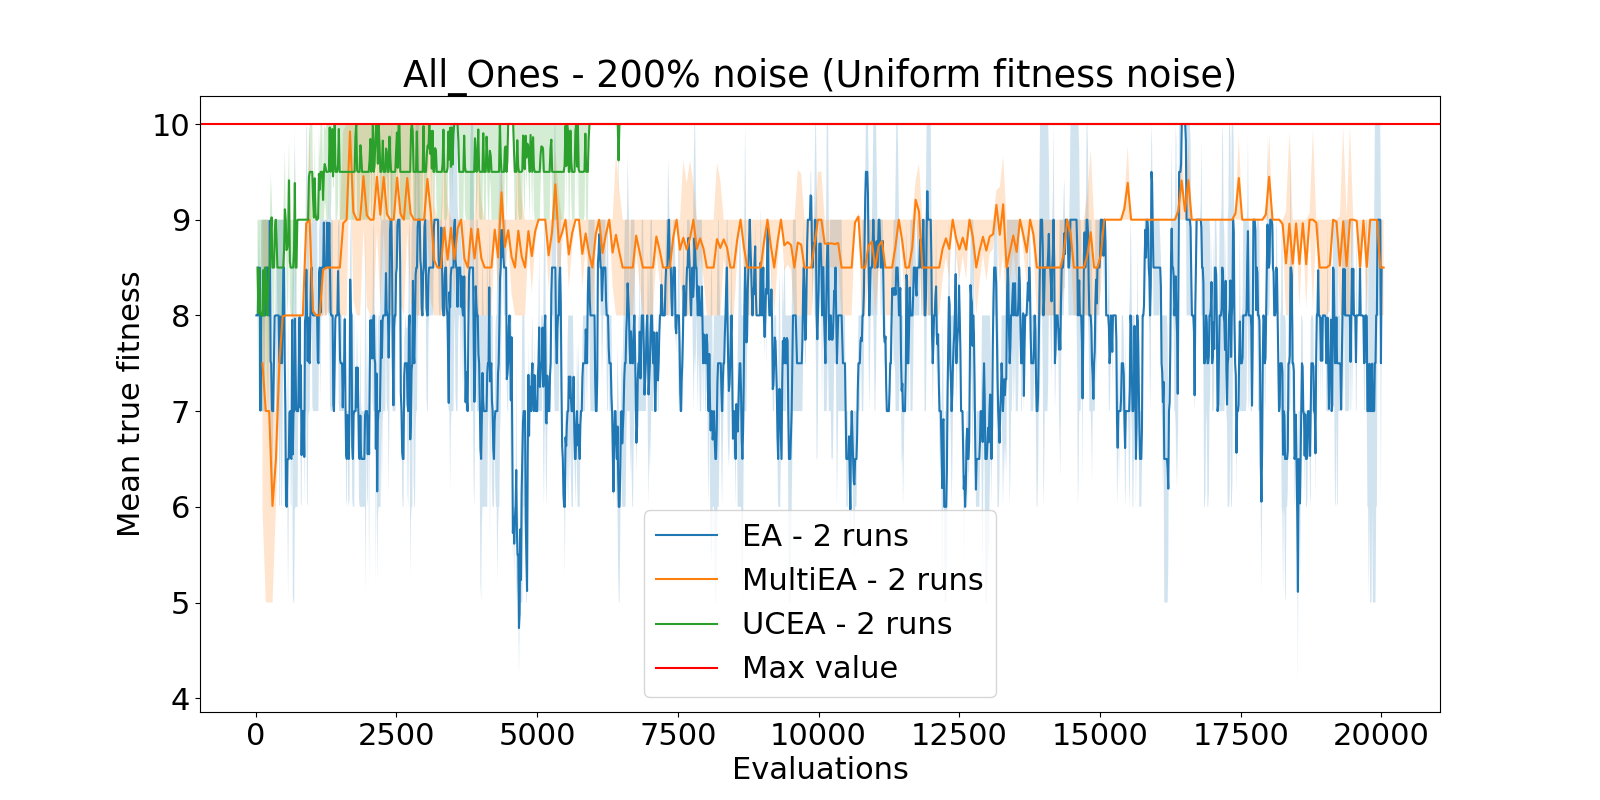 All_Ones - 200% noise (Uniform fitness noise)
10
9
8
7
6
5
4
Mean true fitness
EA - 2 runs
MultiEA - 2 runs
UCEA - 2 runs
Max value
0 2500 5000 7500 10000 12500 15000 17500 20000
Evaluations